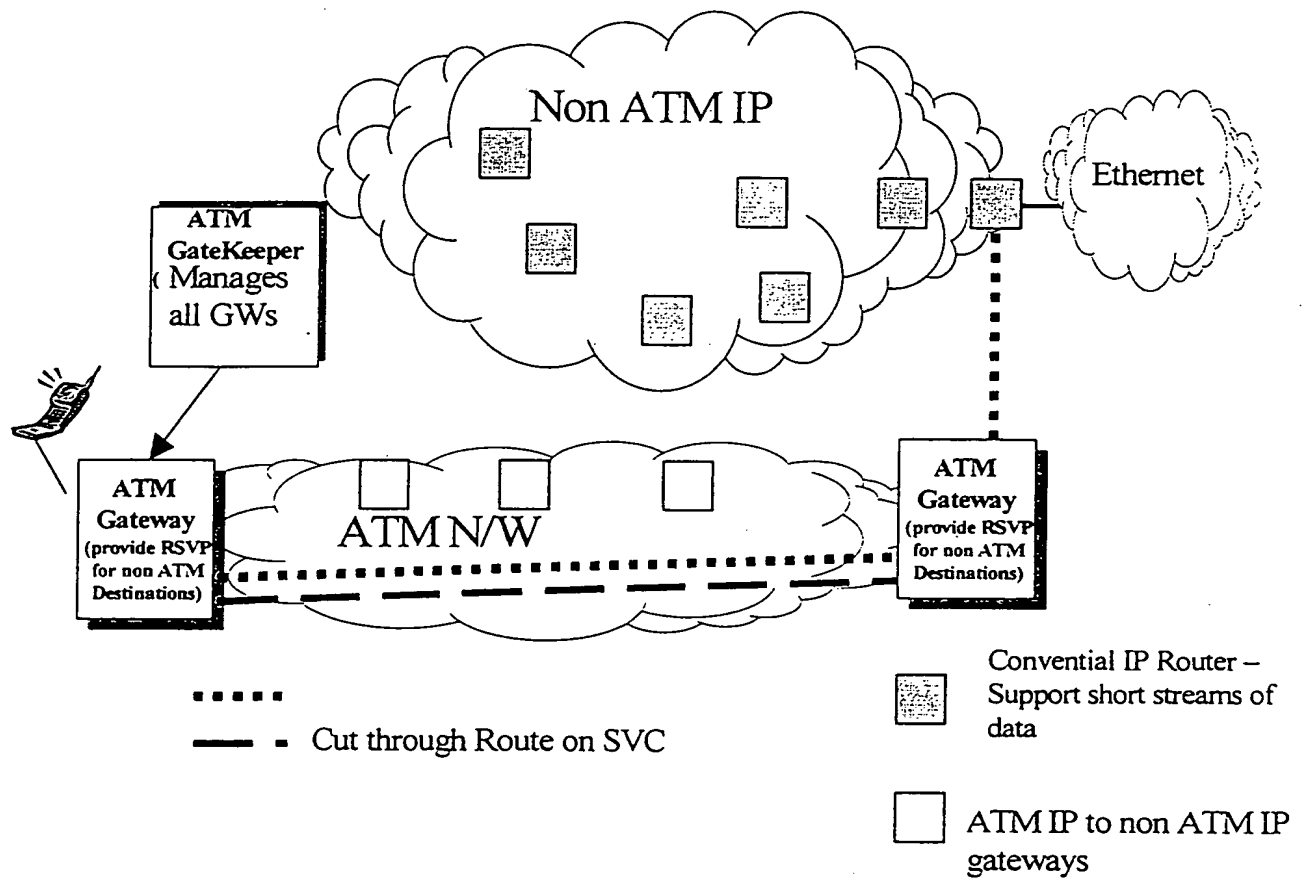 Non ATM IP
Ethernet
ATM
GateKeeper
( Manages
all GWs
ATM
Gateway
(provide RSVP
for non ATM
Destinations)
ATM N/W
ATM
Gateway
(provide RSVP
for non ATM
Destinations)
Convential IP Router –
Support short streams of
data
Cut through Route on SVC
ATM IP to non ATM IP
gateways